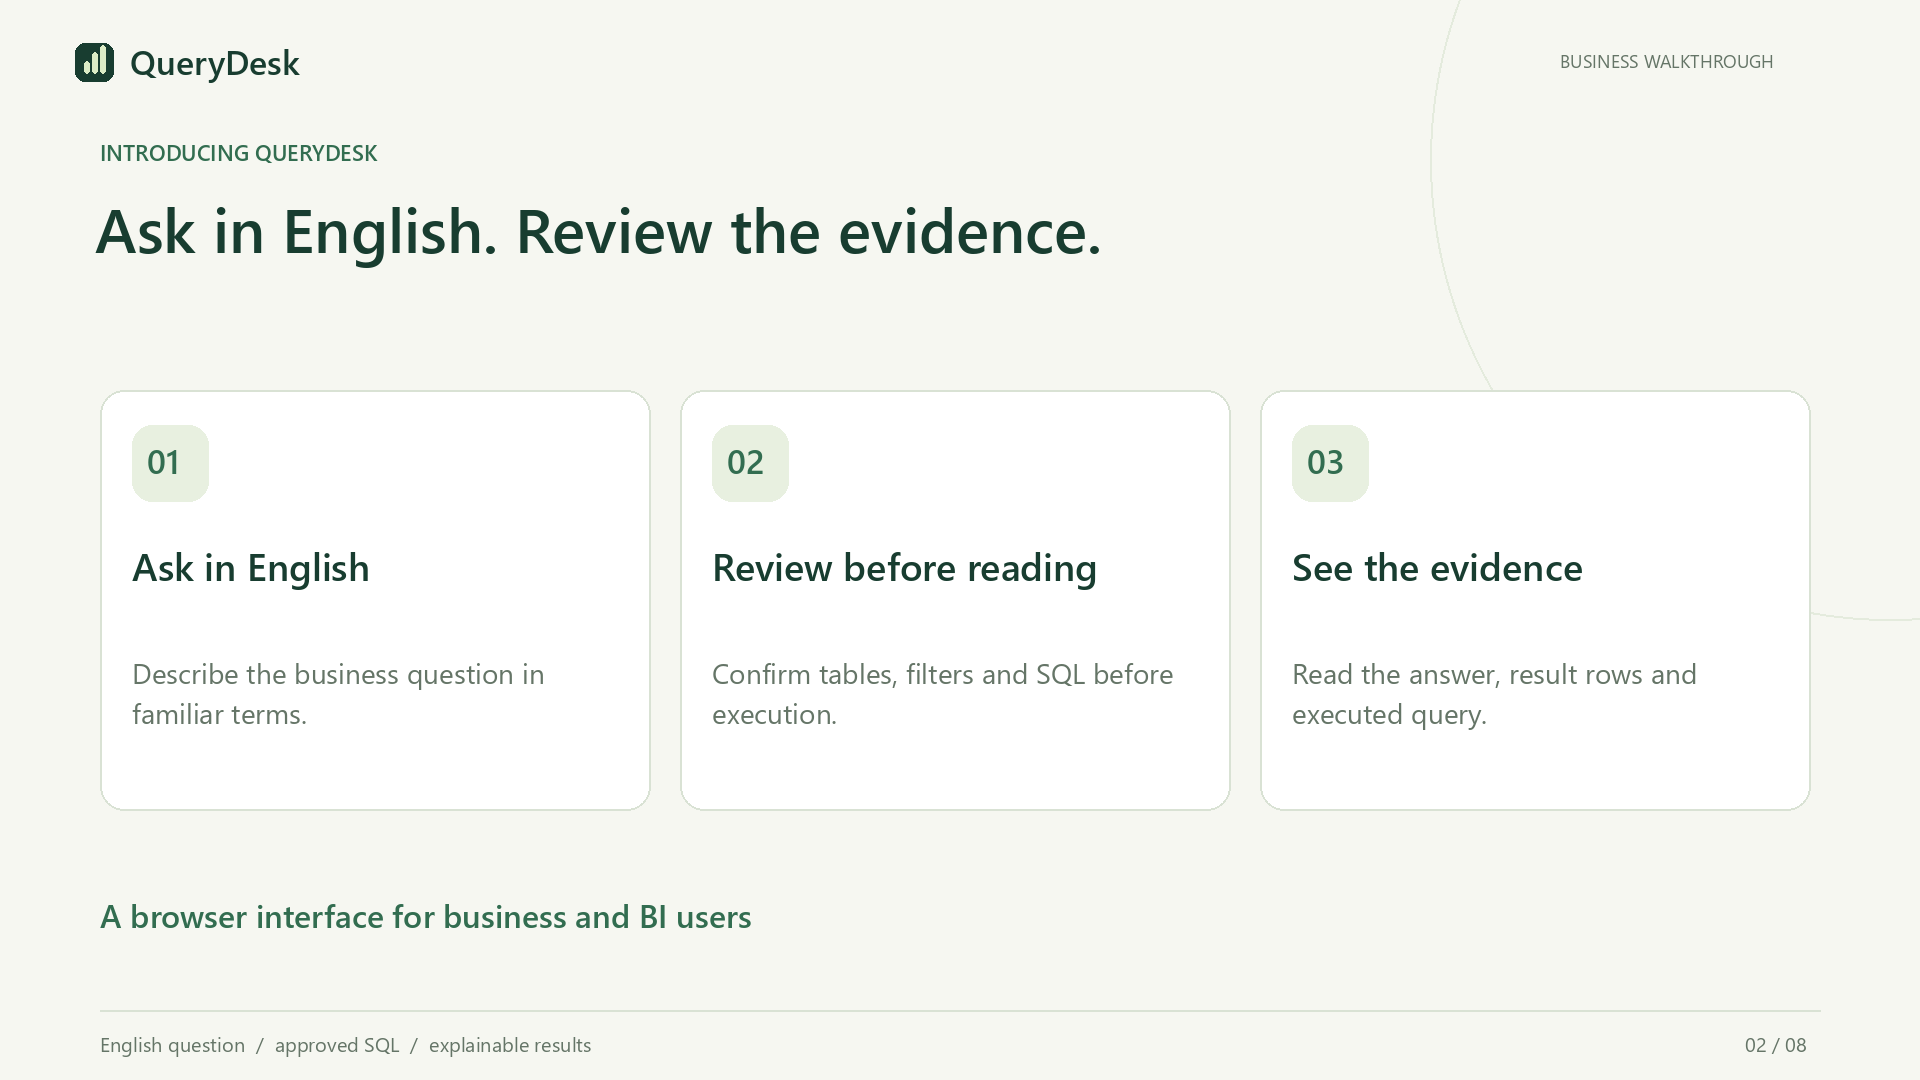 QueryDesk
BUSINESS WALKTHROUGH
INTRODUCING QUERYDESK
Ask in English. Review the evidence.
01
Ask in English
Describe the business question in
familiar terms.
02
Review before reading
Confirm tables, filters and SQL before
execution.
03
See the evidence
Read the answer, result rows and
executed query.
A browser interface for business and BI users
English question / approved SQL / explainable results
02 / 08